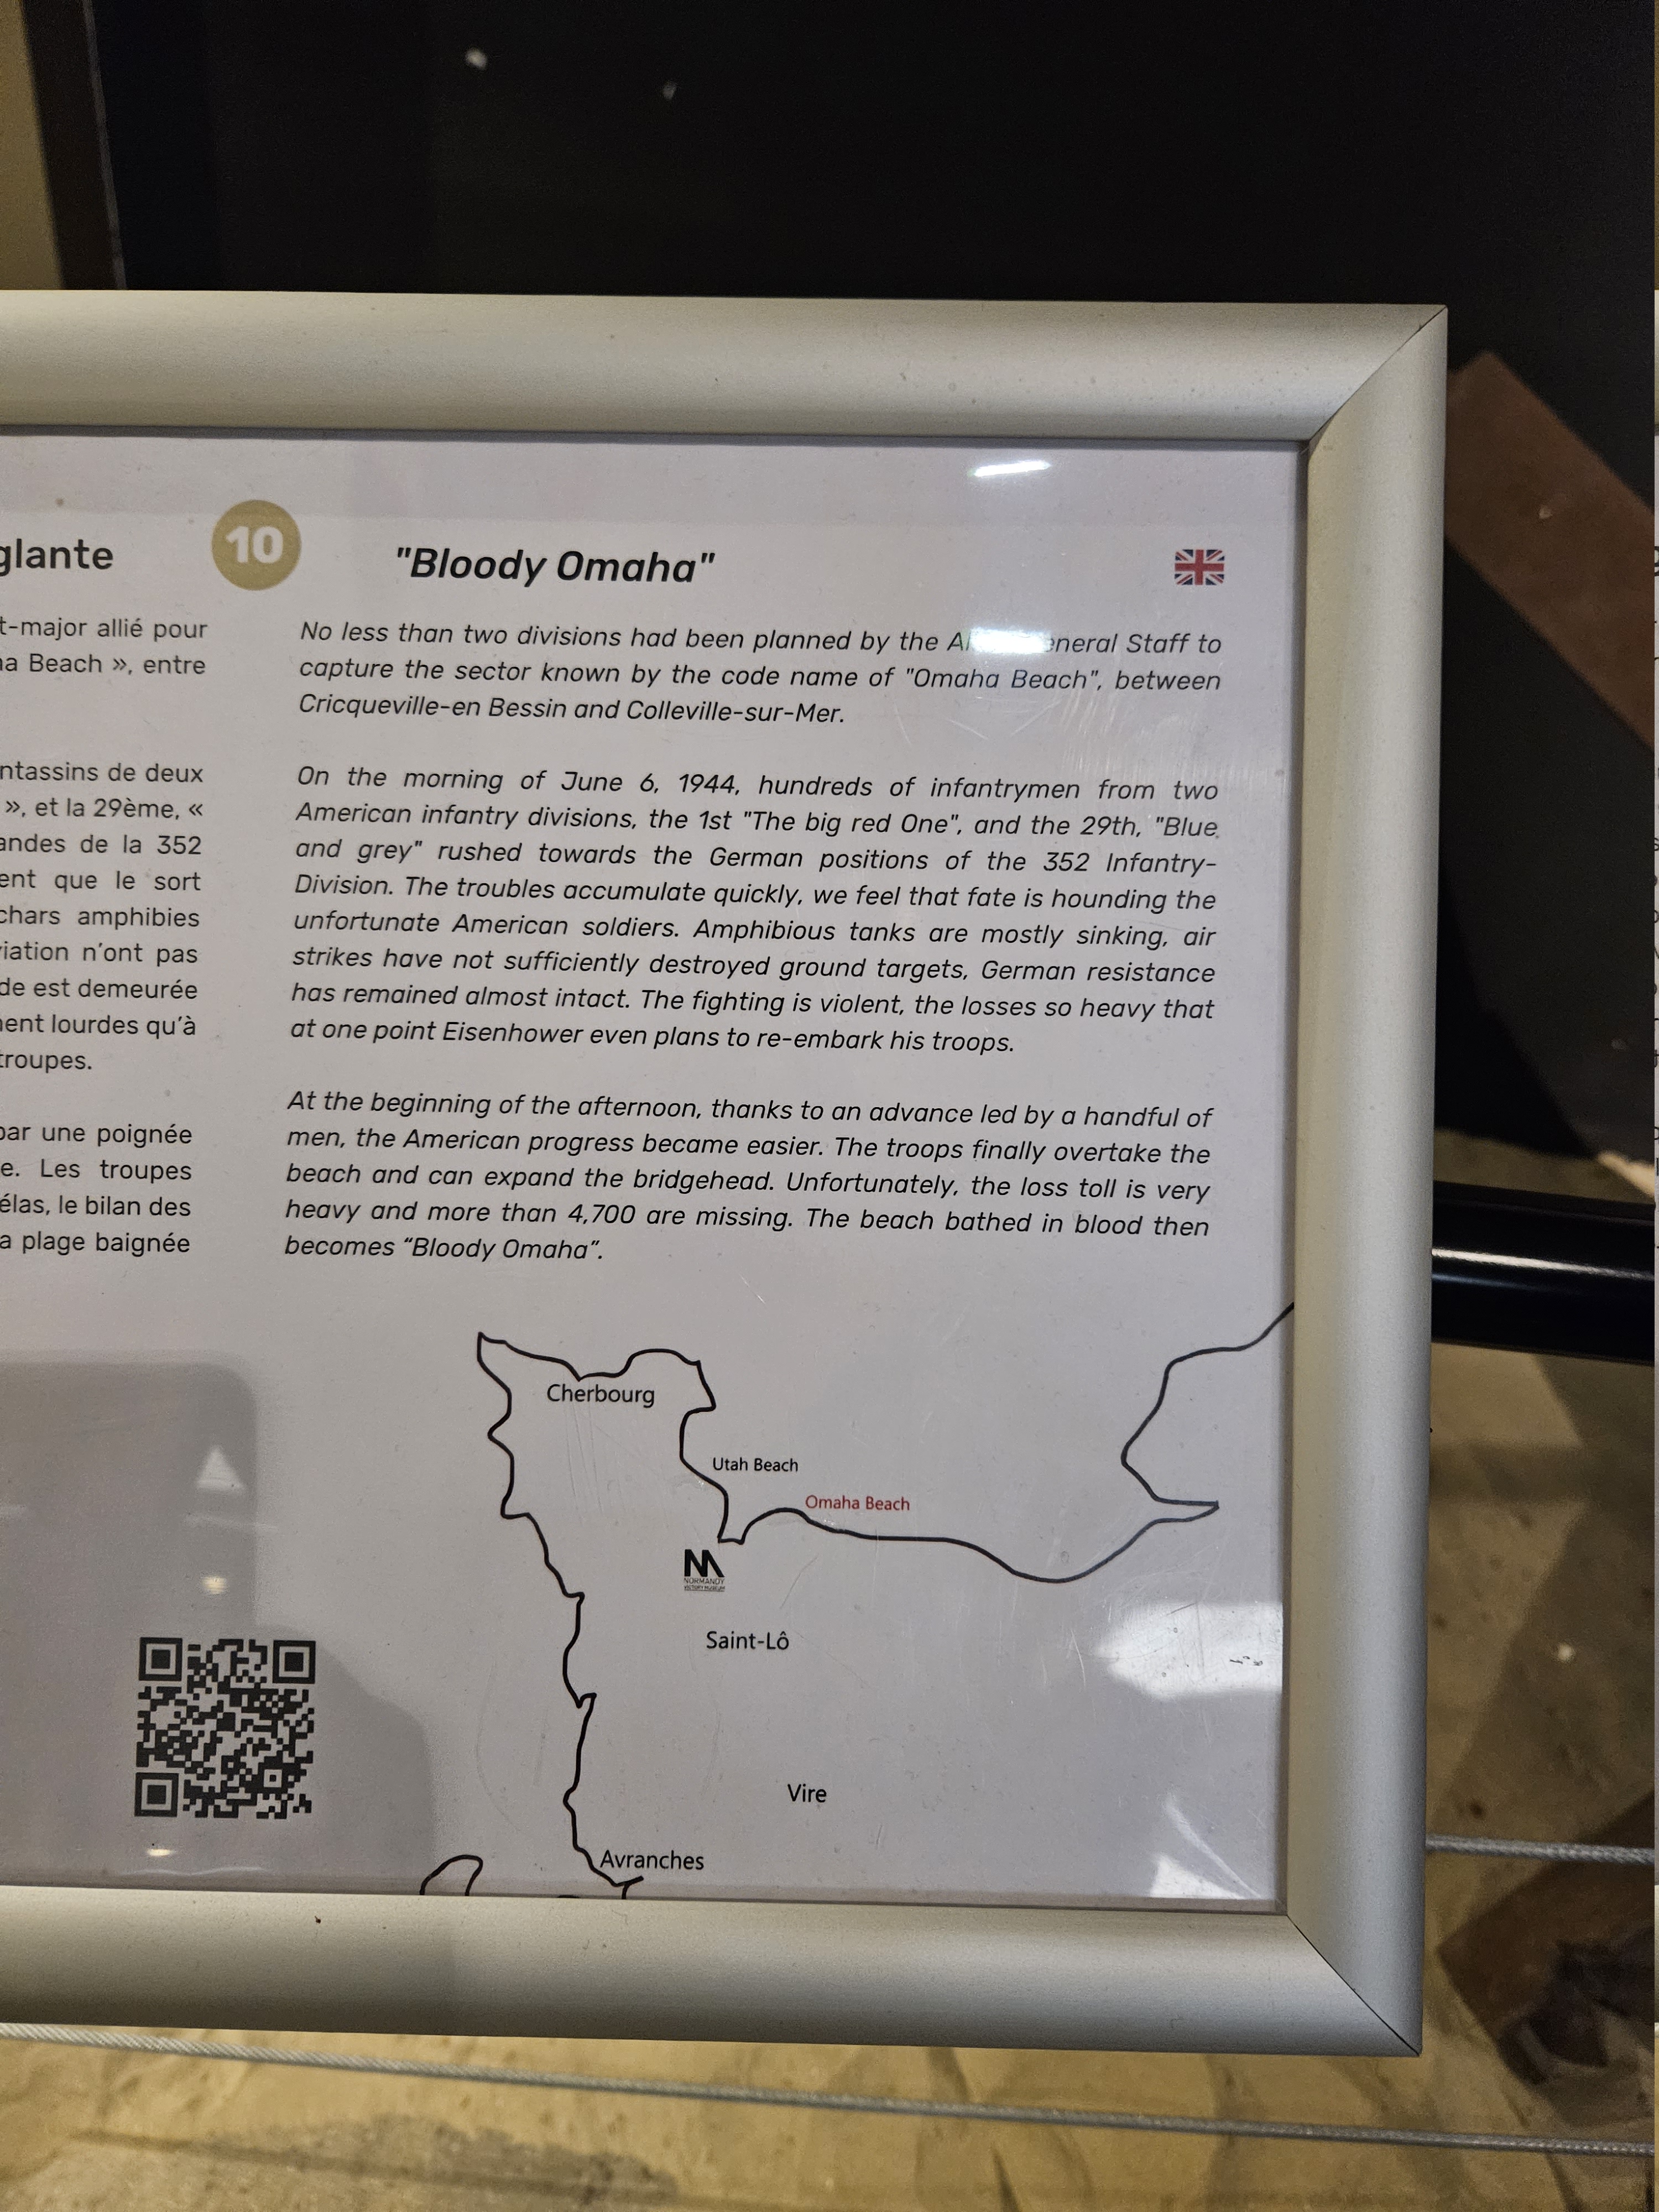 glante
t-major allié pour
na Beach », entre
ntassins de deux
», et la 29ème, «
andes de la 352
ent que le sort
chars amphibies
viation n'ont pas
de est demeurée
ment lourdes qu'à
troupes.
par une poignée
e. Les troupes
élas, le bilan des
a plage baignée
10
"Bloody Omaha"
No less than two divisions had been planned by the eneral Staff to
capture the sector known by the code name of "Omaha Beach", between
Cricqueville-en Bessin and Colleville-sur-Mer.
On the morning of June 6, 1944, hundreds of infantrymen from two
American infantry divisions, the 1st "The big red One", and the 29th, "Blue
and grey" rushed towards the German positions of the 352 Infantry-
Division. The troubles accumulate quickly, we feel that fate is hounding the
unfortunate American soldiers. Amphibious tanks are mostly sinking, air
strikes have not sufficiently destroyed ground targets, German resistance
has remained almost intact. The fighting is violent, the losses so heavy that
at one point Eisenhower even plans to re-embark his troops.
At the beginning of the afternoon, thanks to an advance led by a handful of
men, the American progress became easier. The troops finally overtake the
beach and can expand the bridgehead. Unfortunately, the loss toll is very
heavy and more than 4,700 are missing. The beach bathed in blood then
becomes “Bloody Omaha”.
Cherbourg
Utah Beach
Omaha Beach
NORMANDY
VICTORY MUSEUM
Saint-Lô
Vire
Avranches